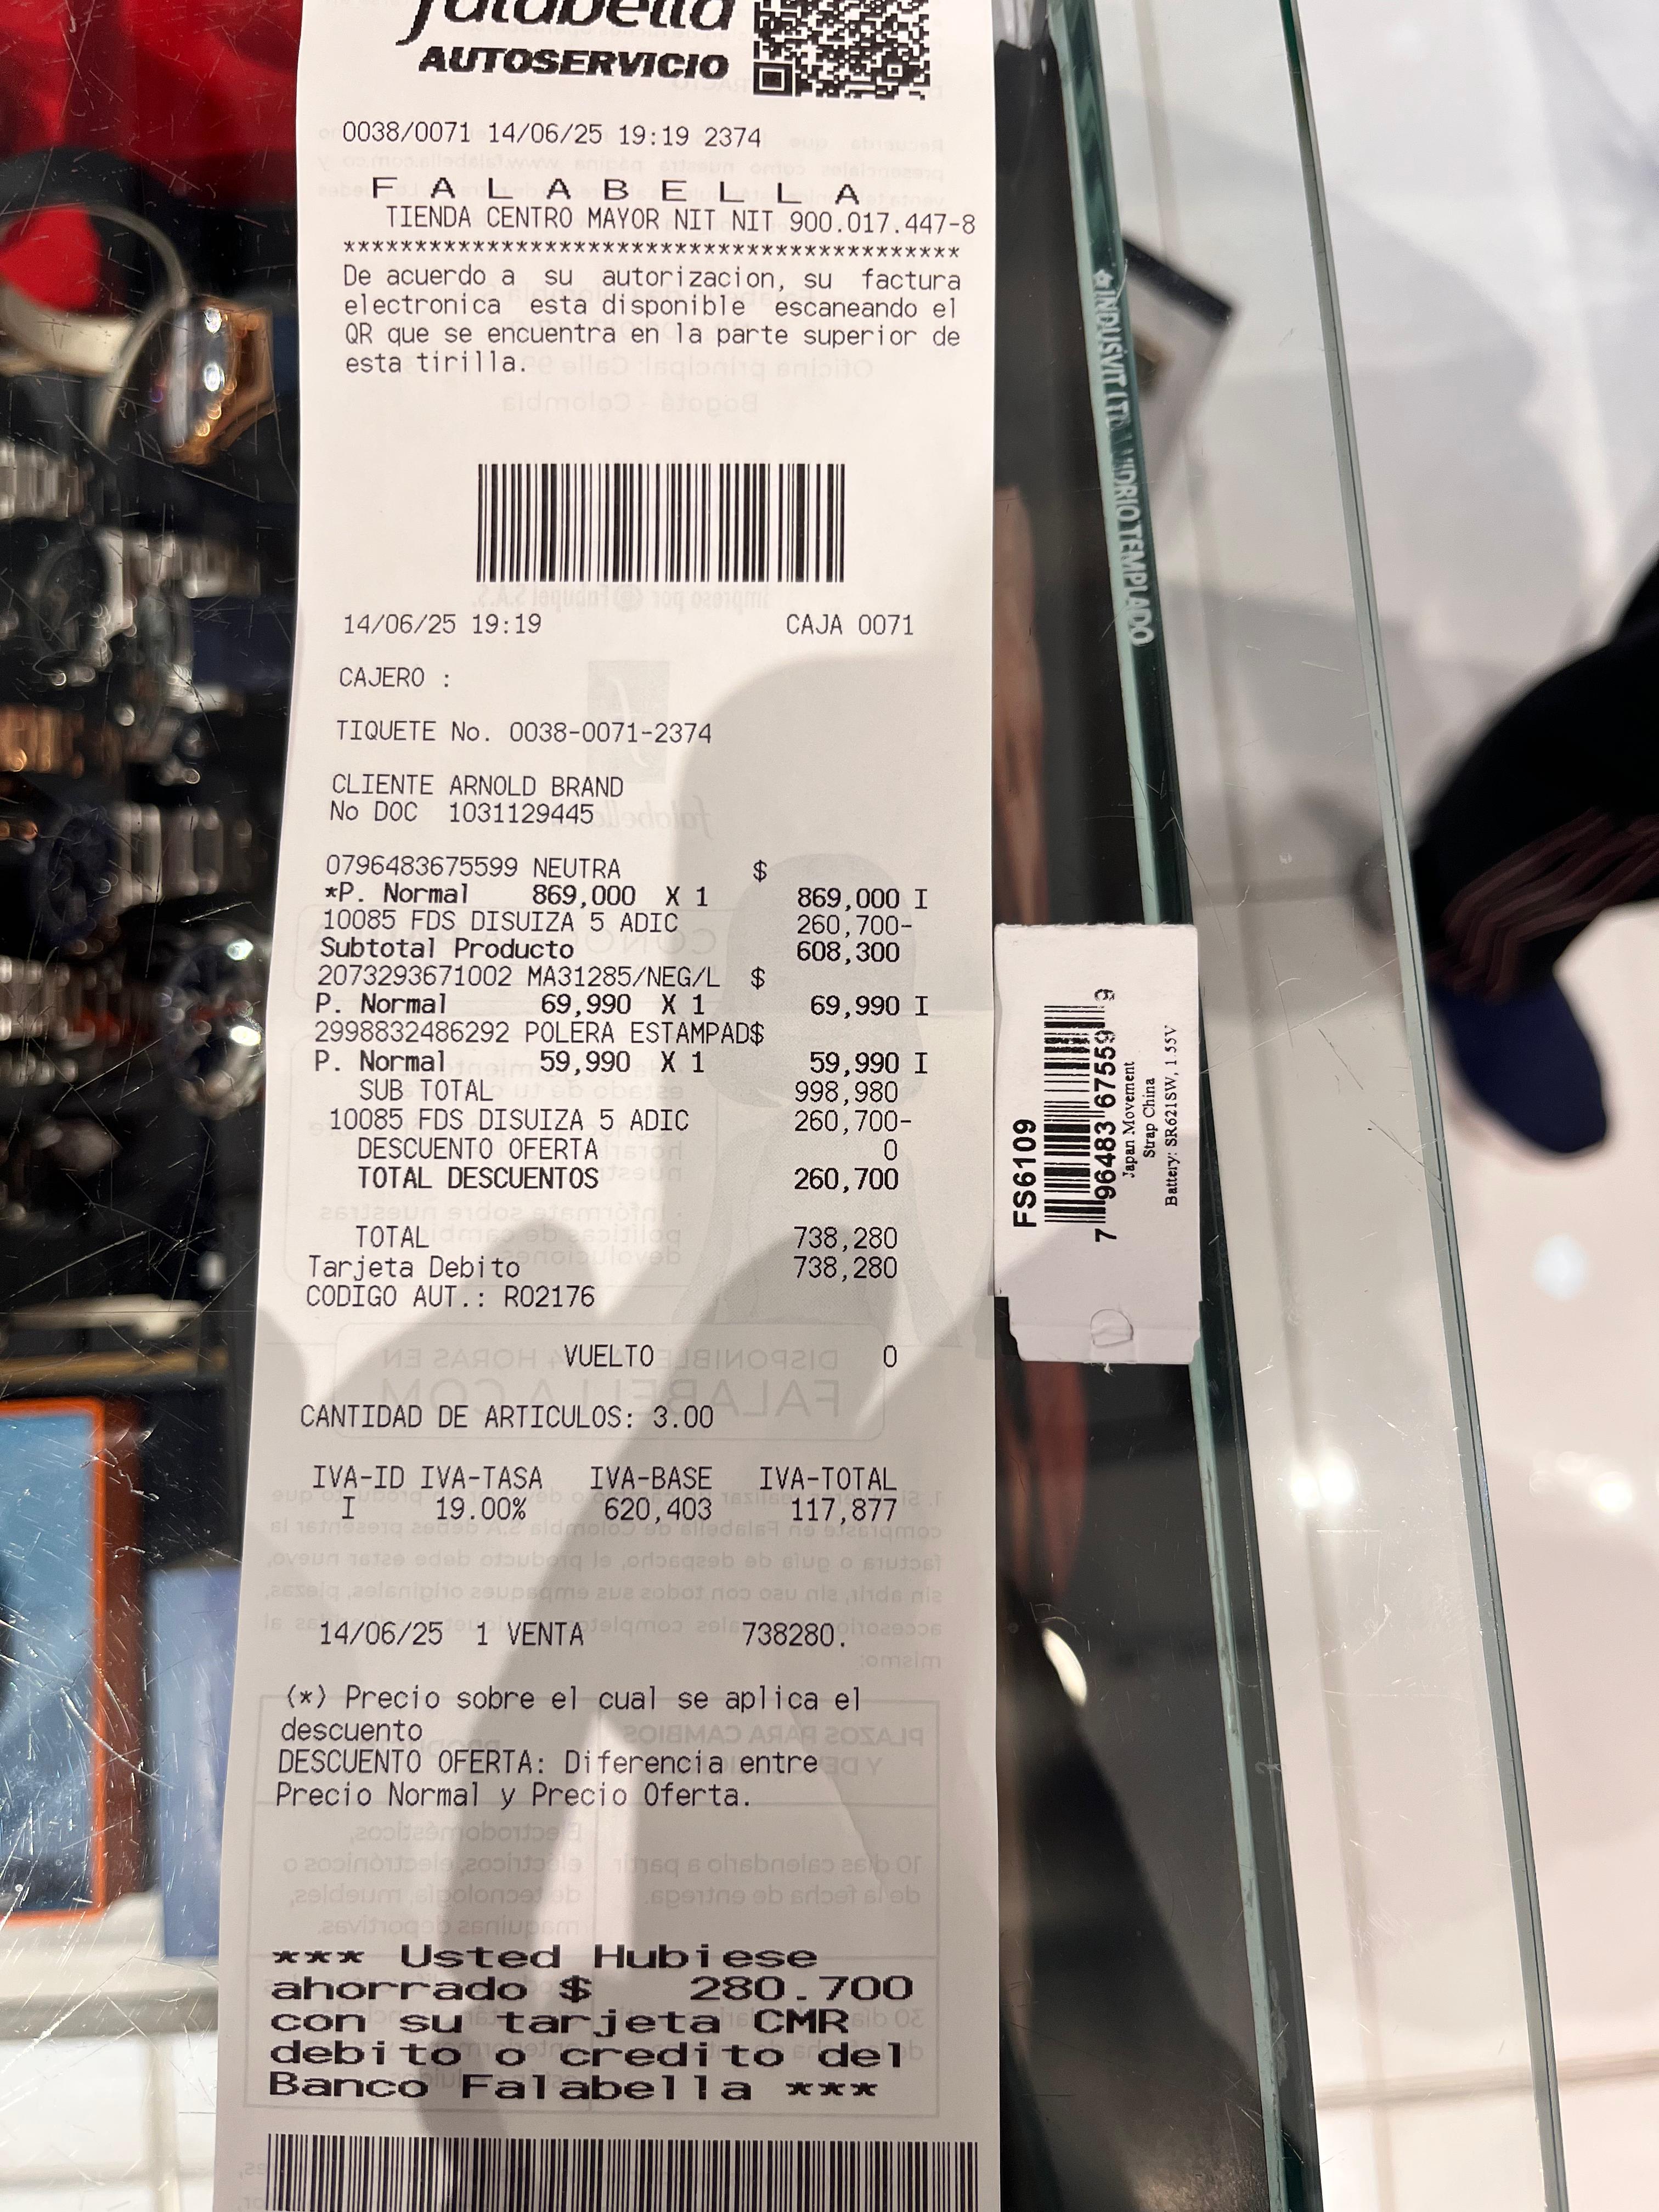 falabella
AUTOSERVICIO
0038/0071 14/06/25 19:19 2374
F A L A B E L L A
TIENDA CENTRO MAYOR NIT NIT 900.017.447-8
*******************************************
De acuerdo a su autorizacion, su factura
electronica esta disponible escaneando el
QR que se encuentra en la parte superior de
esta tirilla.
14/06/25 19:19 CAJA 0071
CAJERO :
TIQUETE No. 0038-0071-2374
CLIENTE ARNOLD BRAND
No DOC 1031129445
0796483675599 NEUTRA $
*P. Normal 869,000 X 1 869,000 I
10085 FDS DISUIZA 5 ADIC 260,700-
Subtotal Producto 608,300
2073293671002 MA31285/NEG/L $
P. Normal 69,990 X 1 69,990 I
2998832486292 POLERA ESTAMPAD$
P. Normal 59,990 X 1 59,990 I
SUB TOTAL 998,980
10085 FDS DISUIZA 5 ADIC 260,700-
DESCUENTO OFERTA 0
TOTAL DESCUENTOS 260,700
TOTAL 738,280
Tarjeta Debito 738,280
CODIGO AUT.: R02176
VUELTO 0
CANTIDAD DE ARTICULOS: 3.00
IVA-ID IVA-TASA IVA-BASE IVA-TOTAL
I 19.00% 620,403 117,877
14/06/25 1 VENTA 738280.
(*) Precio sobre el cual se aplica el
descuento
DESCUENTO OFERTA: Diferencia entre
Precio Normal y Precio Oferta.
*** Usted Hubiese
ahorrado $ 280.700
con su tarjeta CMR
debito o credito del
Banco Falabella ***
FS6109
7 96483 67559 9
Japan Movement
Strap China
Battery: SR621SW, 1 55V
INDUSVIT LTDA VIDRIO TEMPLADO